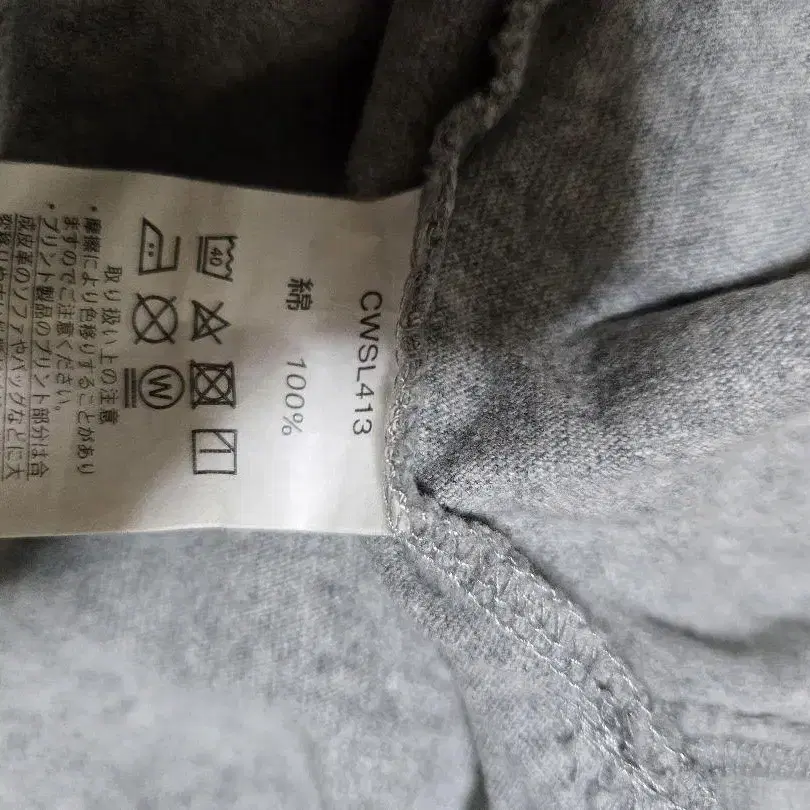 CWSL413
綿 100%
40
W
取り扱い上の注意
* 摩擦により色移りすることがあり
ますのでご注意ください。
* プリント製品のプリント部分は合
成皮革のソファやバッグなどに大